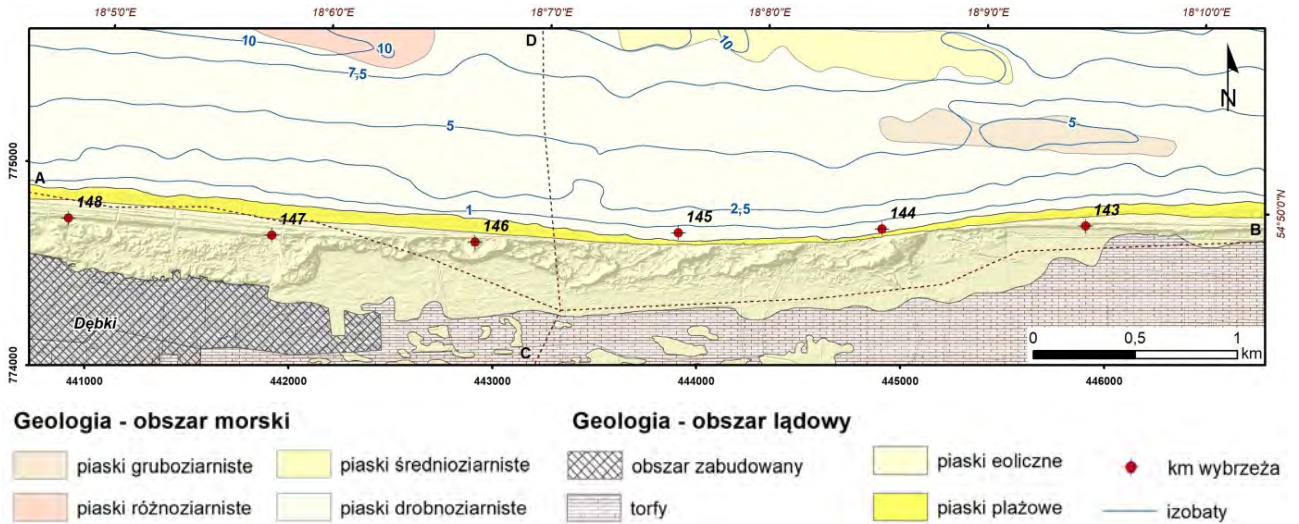 18°5'0"E 18°6'0"E 18°70'0"E 18°8'0"E 18°9'0"E 18°10'0"E
10 10 D 10 N
7,5
5 5
775000
A
148 1 2,5 143
147 146 145 144
B
54°50'0"N
Dębki
C
0 0,5 1
km
774000
441000 442000 443000 444000 445000 446000
Geologia - obszar morski
piaski gruboziarniste
piaski różnoziarniste
piaski średnioziarniste
piaski drobnoziarniste
Geologia - obszar lądowy
obszar zabudowany
torfy
piaski eoliczne
piaski plażowe
km wybrzeża
izobaty